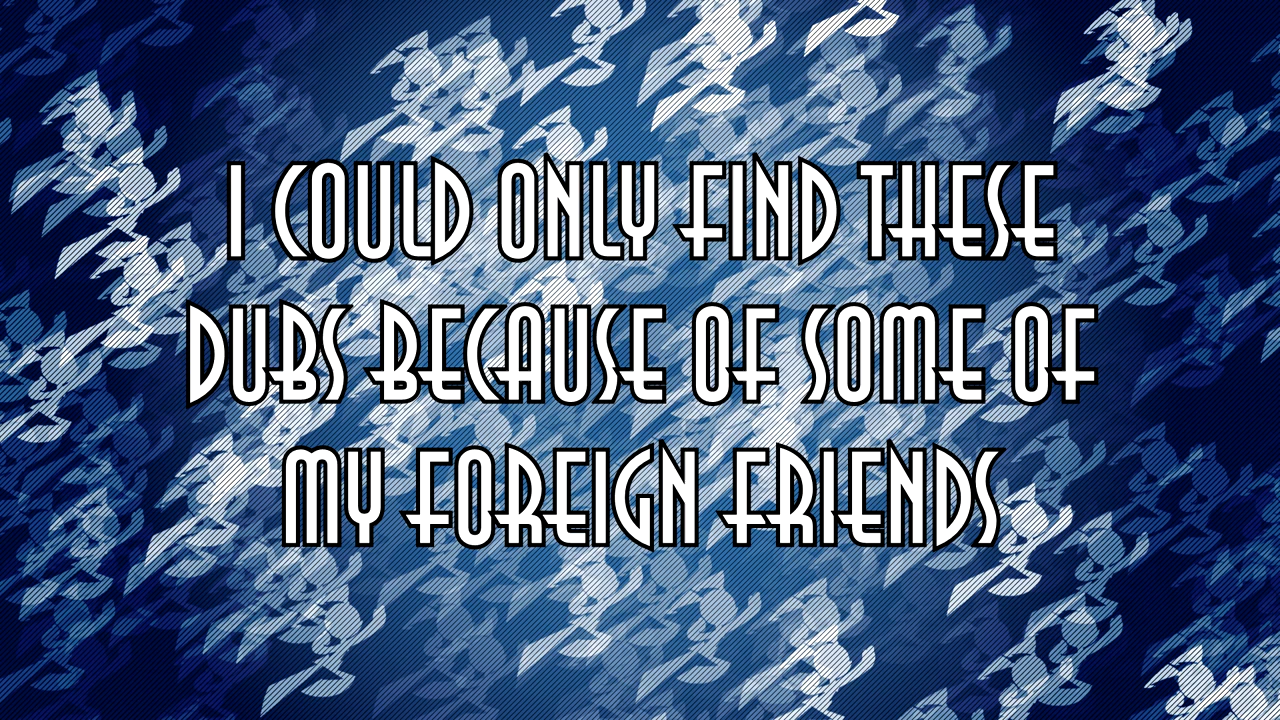 I COULD ONLY FIND THESE
DUBS BECAUSE OF SOME OF
MY FOREIGN FRIENDS